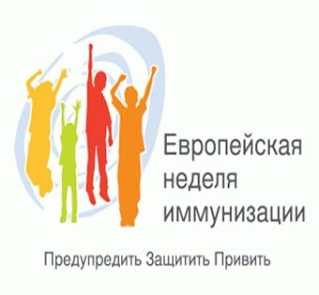 Европейская
неделя
иммунизации
Предупредить Защитить Привить